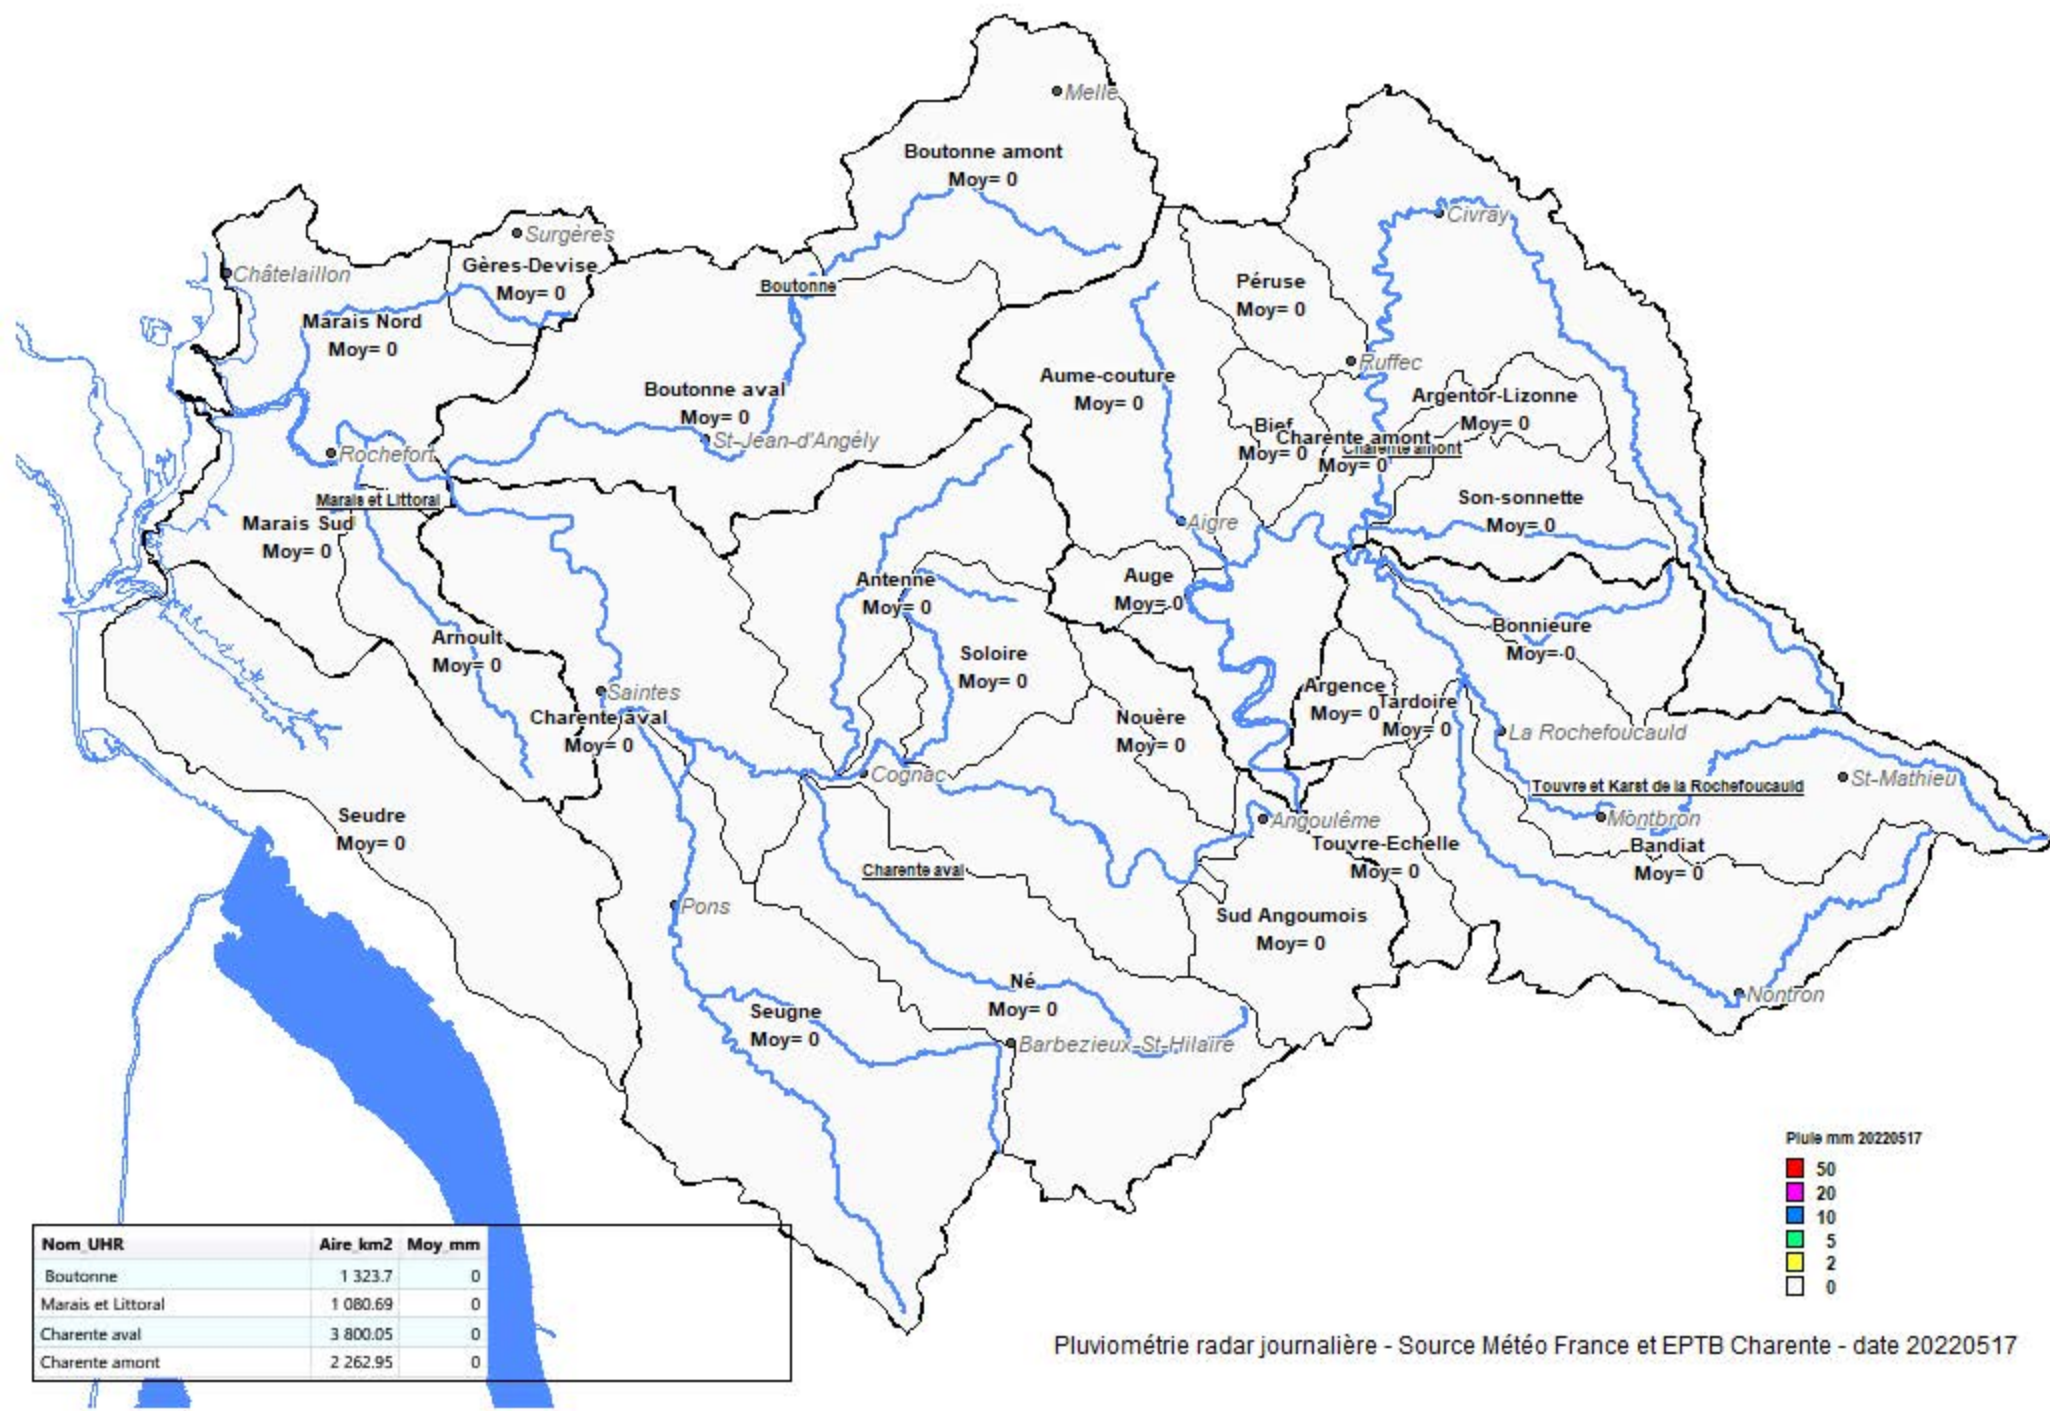 Melle
Boutonne amont
Moy= 0
Civray
Surgères
Châtelaillon
Gères-Devise
Moy= 0
Boutonne
Péruse
Moy= 0
Marais Nord
Moy= 0
Ruffec
Aume-couture
Moy= 0
Boutonne aval
Moy= 0
Argentor-Lizonne
Moy= 0
Bief
Moy= 0
Charente amont
Moy= 0
Charente amont
St-Jean-d'Angély
Rochefort
Marais et Littoral
Son-sonnette
Moy= 0
Marais Sud
Moy= 0
Aigre
Antenne
Moy= 0
Auge
Moy= 0
Bonnieure
Moy= 0
Arnoult
Moy= 0
Soloire
Moy= 0
Saintes
Argence
Moy= 0
Tardoire
Moy= 0
Charente aval
Moy= 0
Nouère
Moy= 0
La Rochefoucauld
Cognac
Touvre et Karst de la Rochefoucauld
St-Mathieu
Seudre
Moy= 0
Angoulême
Montbron
Touvre-Echelle
Moy= 0
Bandiat
Moy= 0
Charente aval
Pons
Sud Angoumois
Moy= 0
Né
Moy= 0
Nontron
Seugne
Moy= 0
Barbezieux-St-Hilaire
Pluie mm 20220517
50
20
10
5
2
0
Nom_UHR Aire_km2 Moy_mm
Boutonne 1 323.7 0
Marais et Littoral 1 080.69 0
Charente aval 3 800.05 0
Charente amont 2 262.95 0
Pluviométrie radar journalière - Source Météo France et EPTB Charente - date 20220517